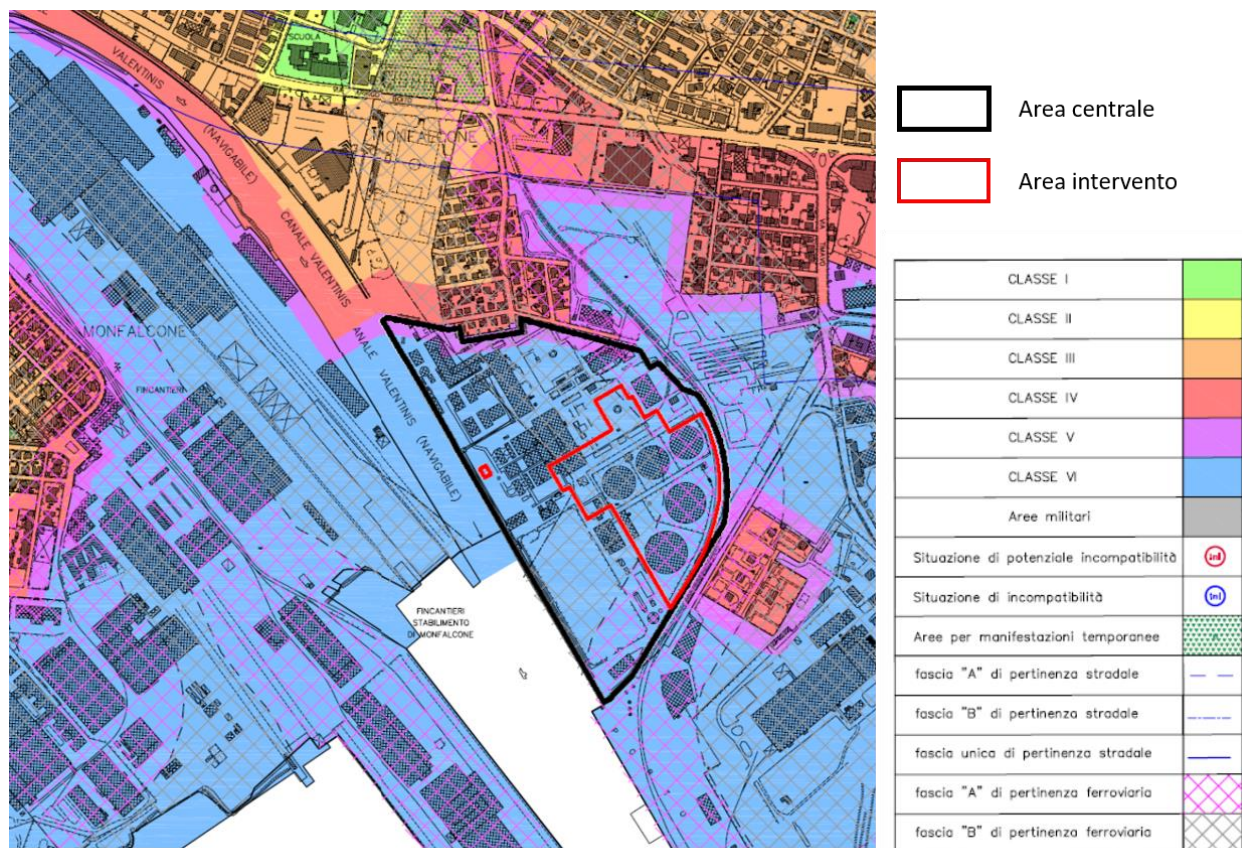 SCUOLA
VALENTINIS
(NAVIGABILE)
MONFALCONE
CANALE VALENTINIS
MONFALCONE
FINCANTIERI
CANALE VALENTINIS (NAVIGABILE)
FINCANTIERI
STABILIMENTO
DI MONFALCONE
Area centrale
Area intervento
CLASSE I
CLASSE II
CLASSE III
CLASSE IV
CLASSE V
CLASSE VI
Aree militari
Situazione di potenziale incompatibilità
Situazione di incompatibilità
Aree per manifestazioni temporanee
fascia "A" di pertinenza stradale
fascia "B" di pertinenza stradale
fascia unica di pertinenza stradale
fascia "A" di pertinenza ferroviaria
fascia "B" di pertinenza ferroviaria